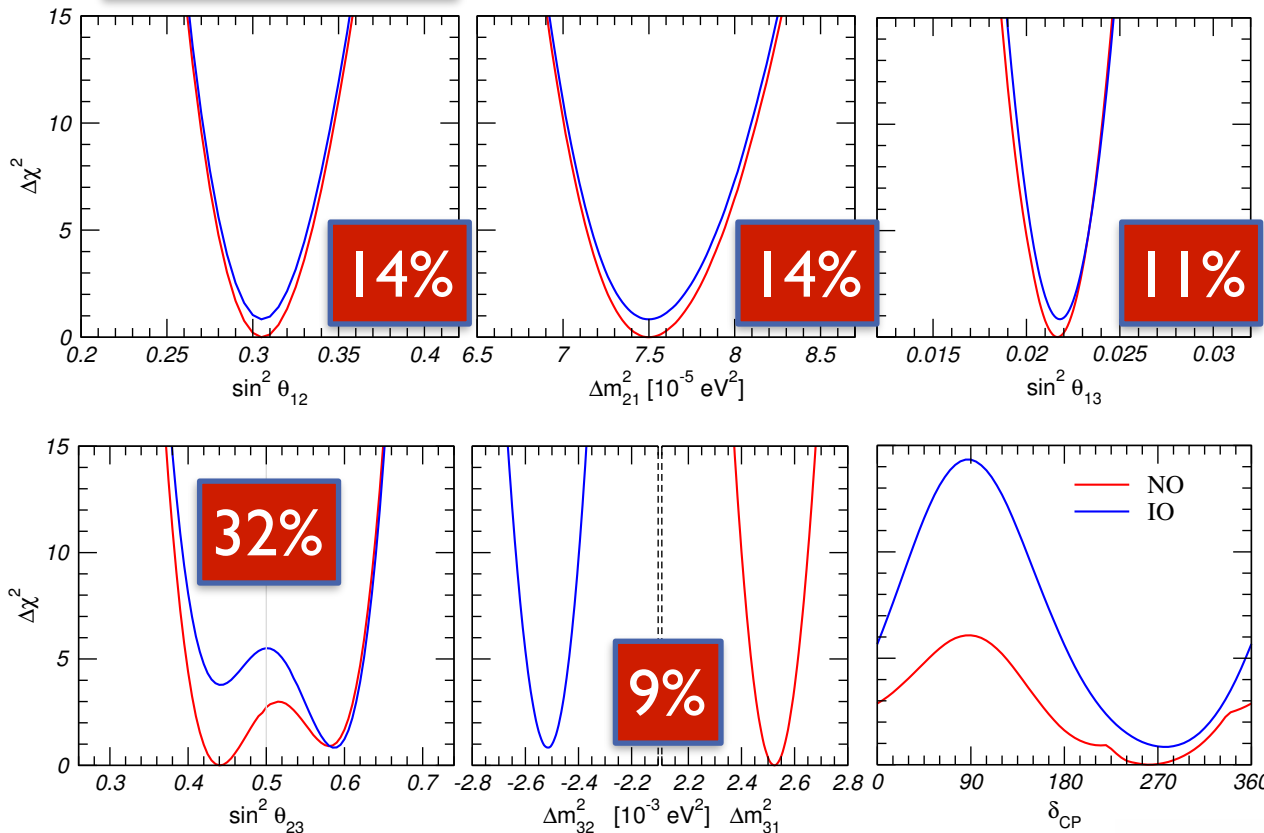 15
10
5
0
Δχ²
14%
14%
11%
0.2 0.25 0.3 0.35 0.4
6.5 7 7.5 8 8.5
0.015 0.02 0.025 0.03
sin² θ₁₂
Δm²₂₁ [10⁻⁵ eV²]
sin² θ₁₃
15
10
5
0
Δχ²
32%
9%
NO
IO
0.3 0.4 0.5 0.6 0.7
-2.8 -2.6 -2.4 -2.2 2.2 2.4 2.6 2.8
0 90 180 270 360
sin² θ₂₃
Δm²₃₂ [10⁻³ eV²] Δm²₃₁
δCP